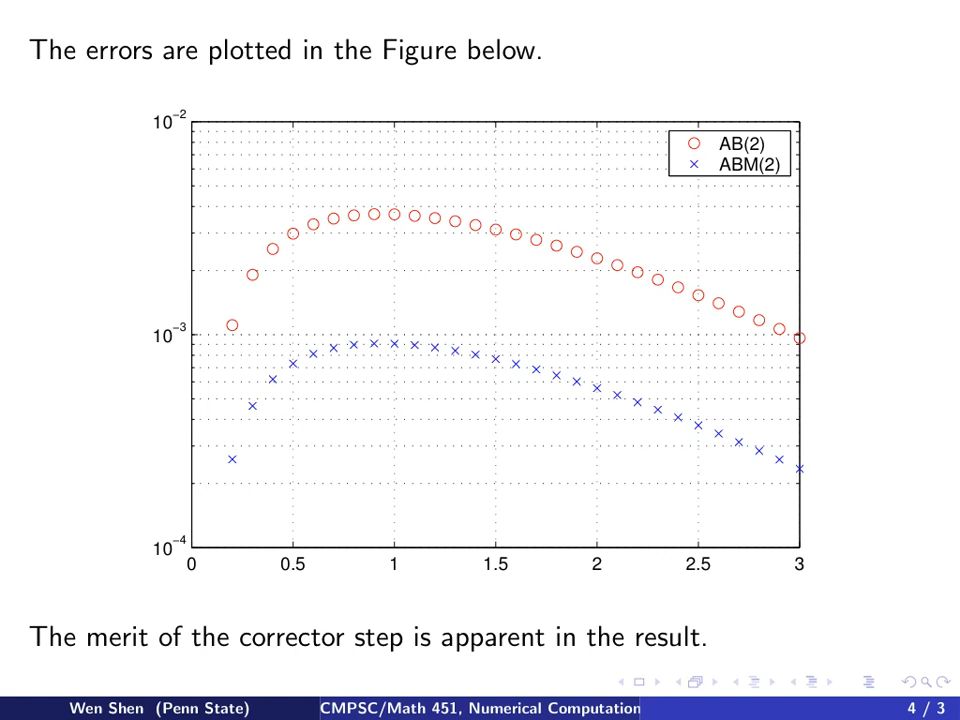 The errors are plotted in the Figure below.
10⁻²
AB(2)
ABM(2)
10⁻³
10⁻⁴
0 0.5 1 1.5 2 2.5 3
The merit of the corrector step is apparent in the result.
Wen Shen (Penn State) CMPSC/Math 451, Numerical Computation 4 / 3